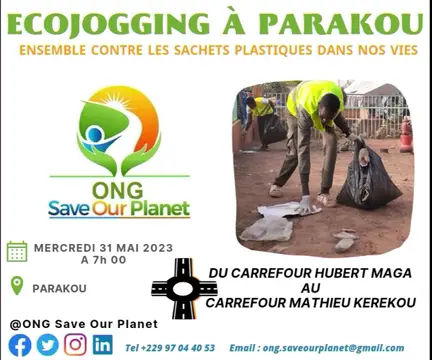 ECOJOGGING À PARAKOU
ENSEMBLE CONTRE LES SACHETS PLASTIQUES DANS NOS VIES
ONG
Save Our Planet
MERCREDI 31 MAI 2023
A 7h 00
PARAKOU
DU CARREFOUR HUBERT MAGA
AU
CARREFOUR MATHIEU KEREKOU
@ONG Save Our Planet
Tel +229 97 04 40 53 Email : ong.saveourplanet@gmail.com